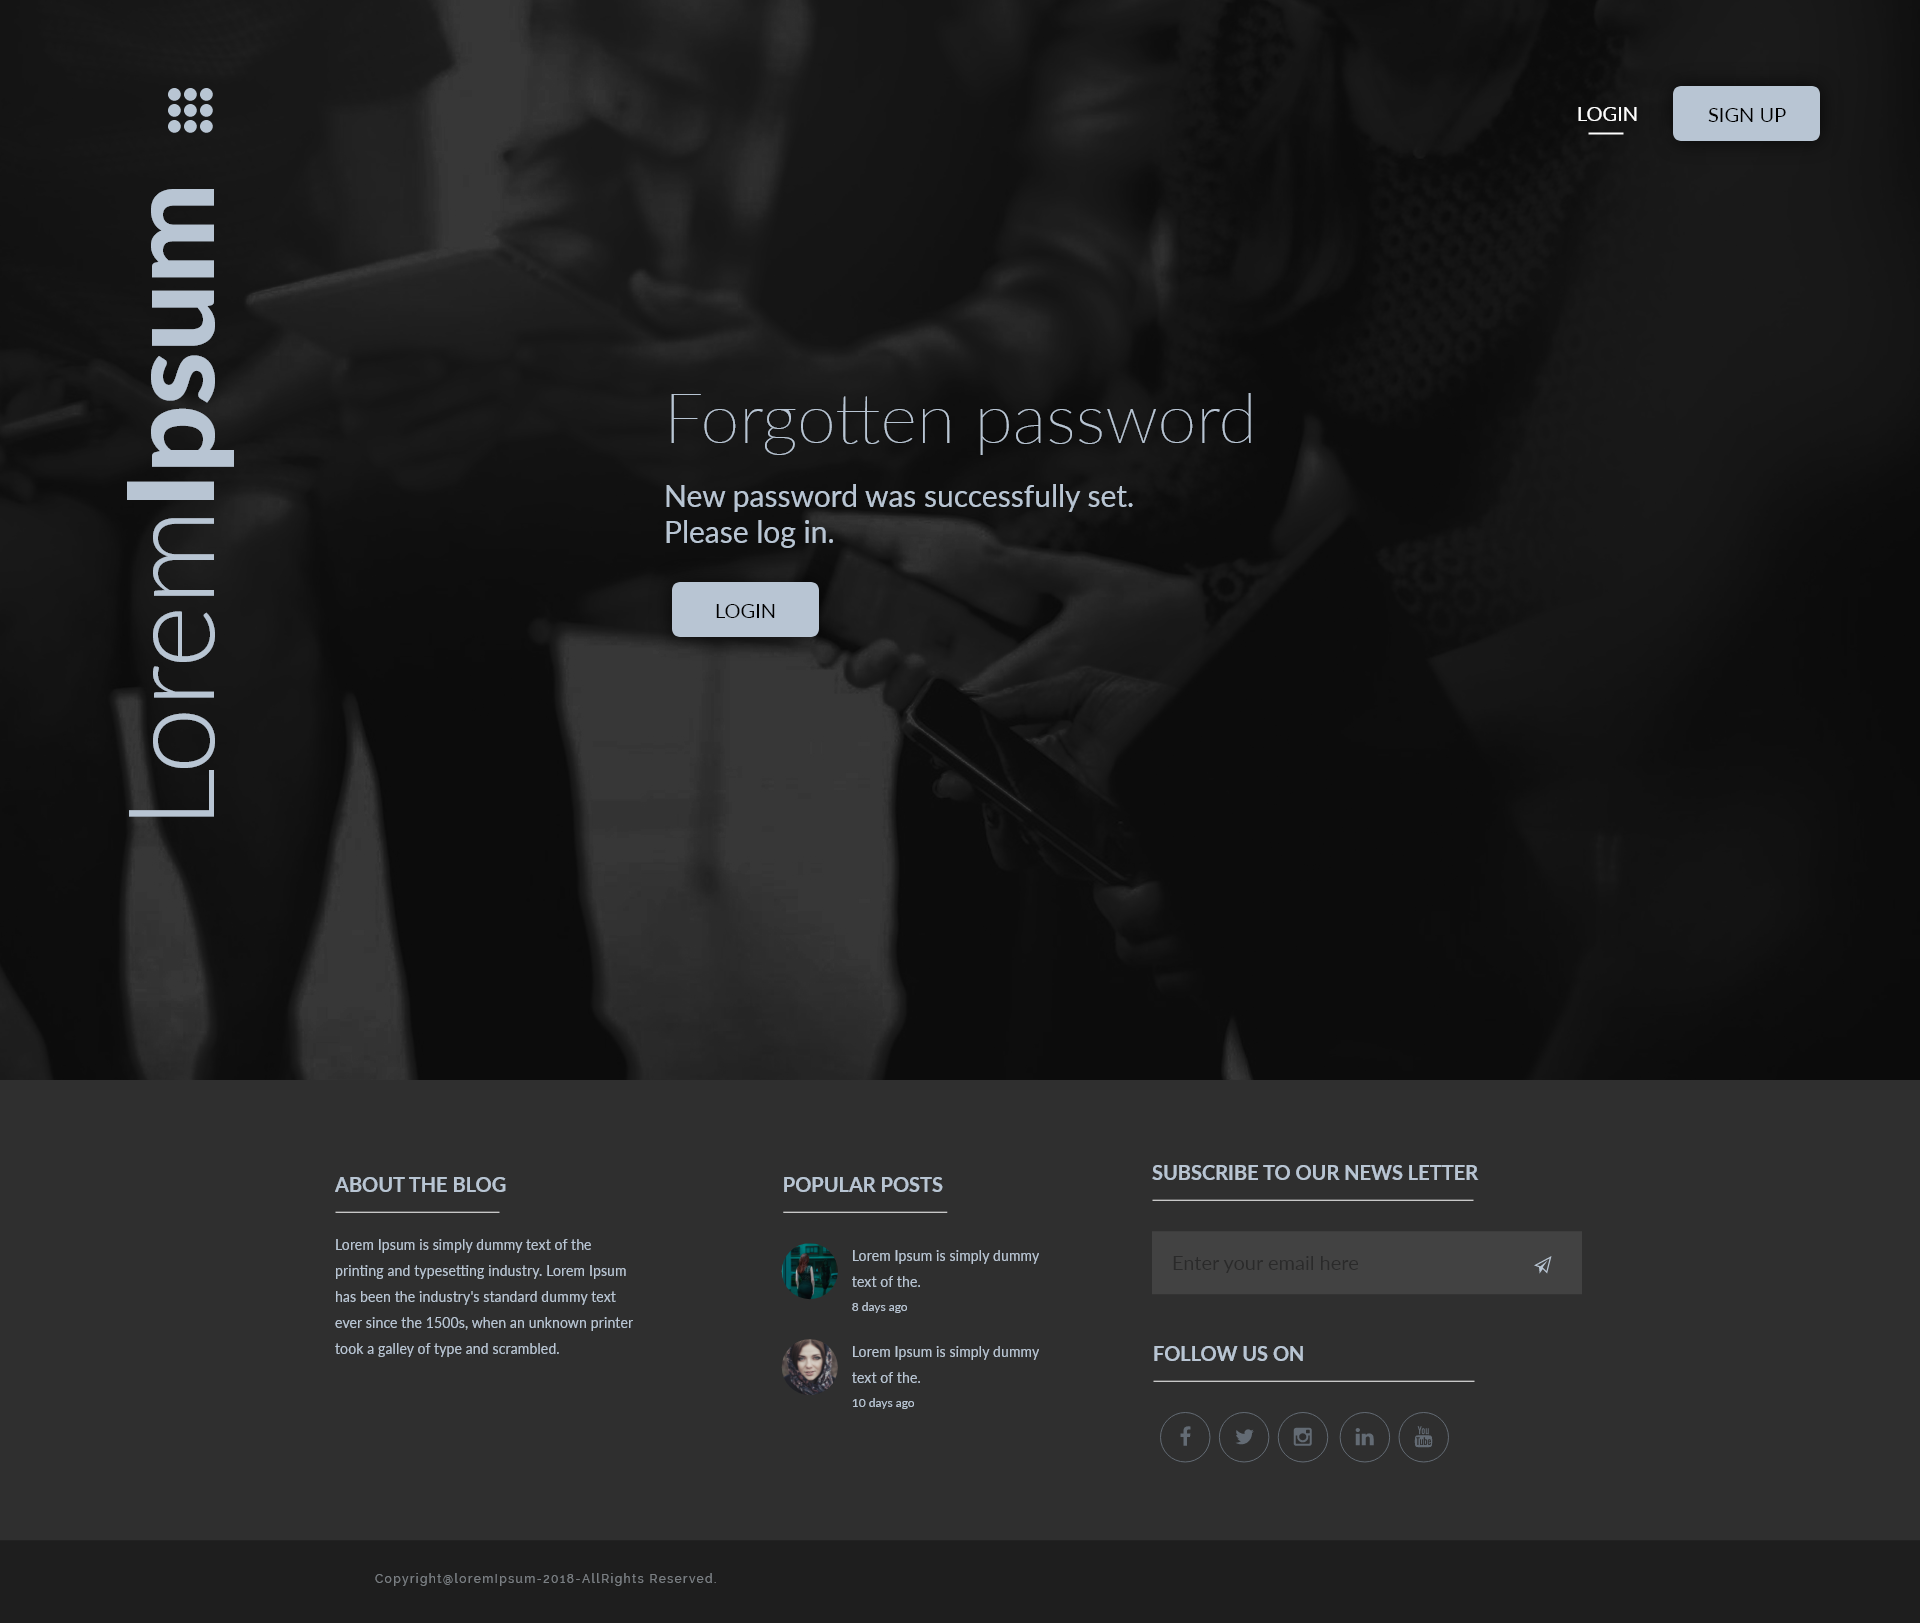 LoremIpsum
LOGIN
SIGN UP
Forgotten password
New password was successfully set.
Please log in.
LOGIN
ABOUT THE BLOG
Lorem Ipsum is simply dummy text of the
printing and typesetting industry. Lorem Ipsum
has been the industry's standard dummy text
ever since the 1500s, when an unknown printer
took a galley of type and scrambled.
POPULAR POSTS
Lorem Ipsum is simply dummy
text of the.
8 days ago
Lorem Ipsum is simply dummy
text of the.
10 days ago
SUBSCRIBE TO OUR NEWS LETTER
Enter your email here
FOLLOW US ON
You
Tube
Copyright@loremIpsum-2018-AllRights Reserved.